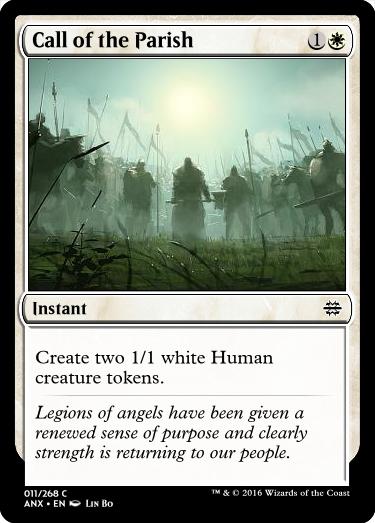 Call of the Parish 1
Instant
Create two 1/1 white Human
creature tokens.
Legions of angels have been given a
renewed sense of purpose and clearly
strength is returning to our people.
011/268 C
ANX • EN Lin Bo
™ & © 2016 Wizards of the Coast